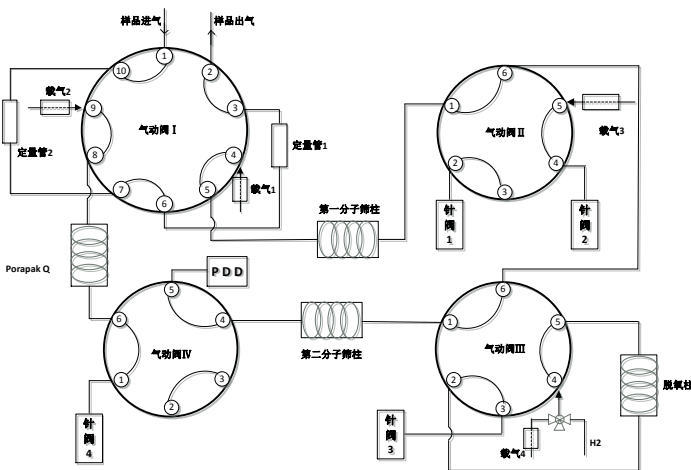 样品进气 样品出气
1
10 2
载气2 9 3
气动阀Ⅰ
定量管2 8 4 定量管1
7 5 载气1
6
6
1 5
气动阀Ⅱ 载气3
2 4
3
第一分子筛柱
针阀1
针阀2
Porapak Q
PDD
5
6 4
气动阀Ⅳ
1 3
2
第二分子筛柱
6
1 5
气动阀Ⅲ
2 4
3
脱氧柱
针阀3
载气4
H2
针阀4